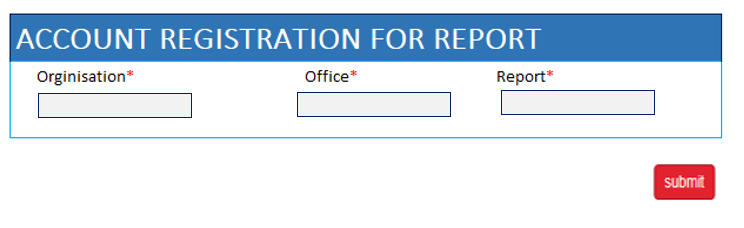 ACCOUNT REGISTRATION FOR REPORT
Orginisation* Office* Report*
submit